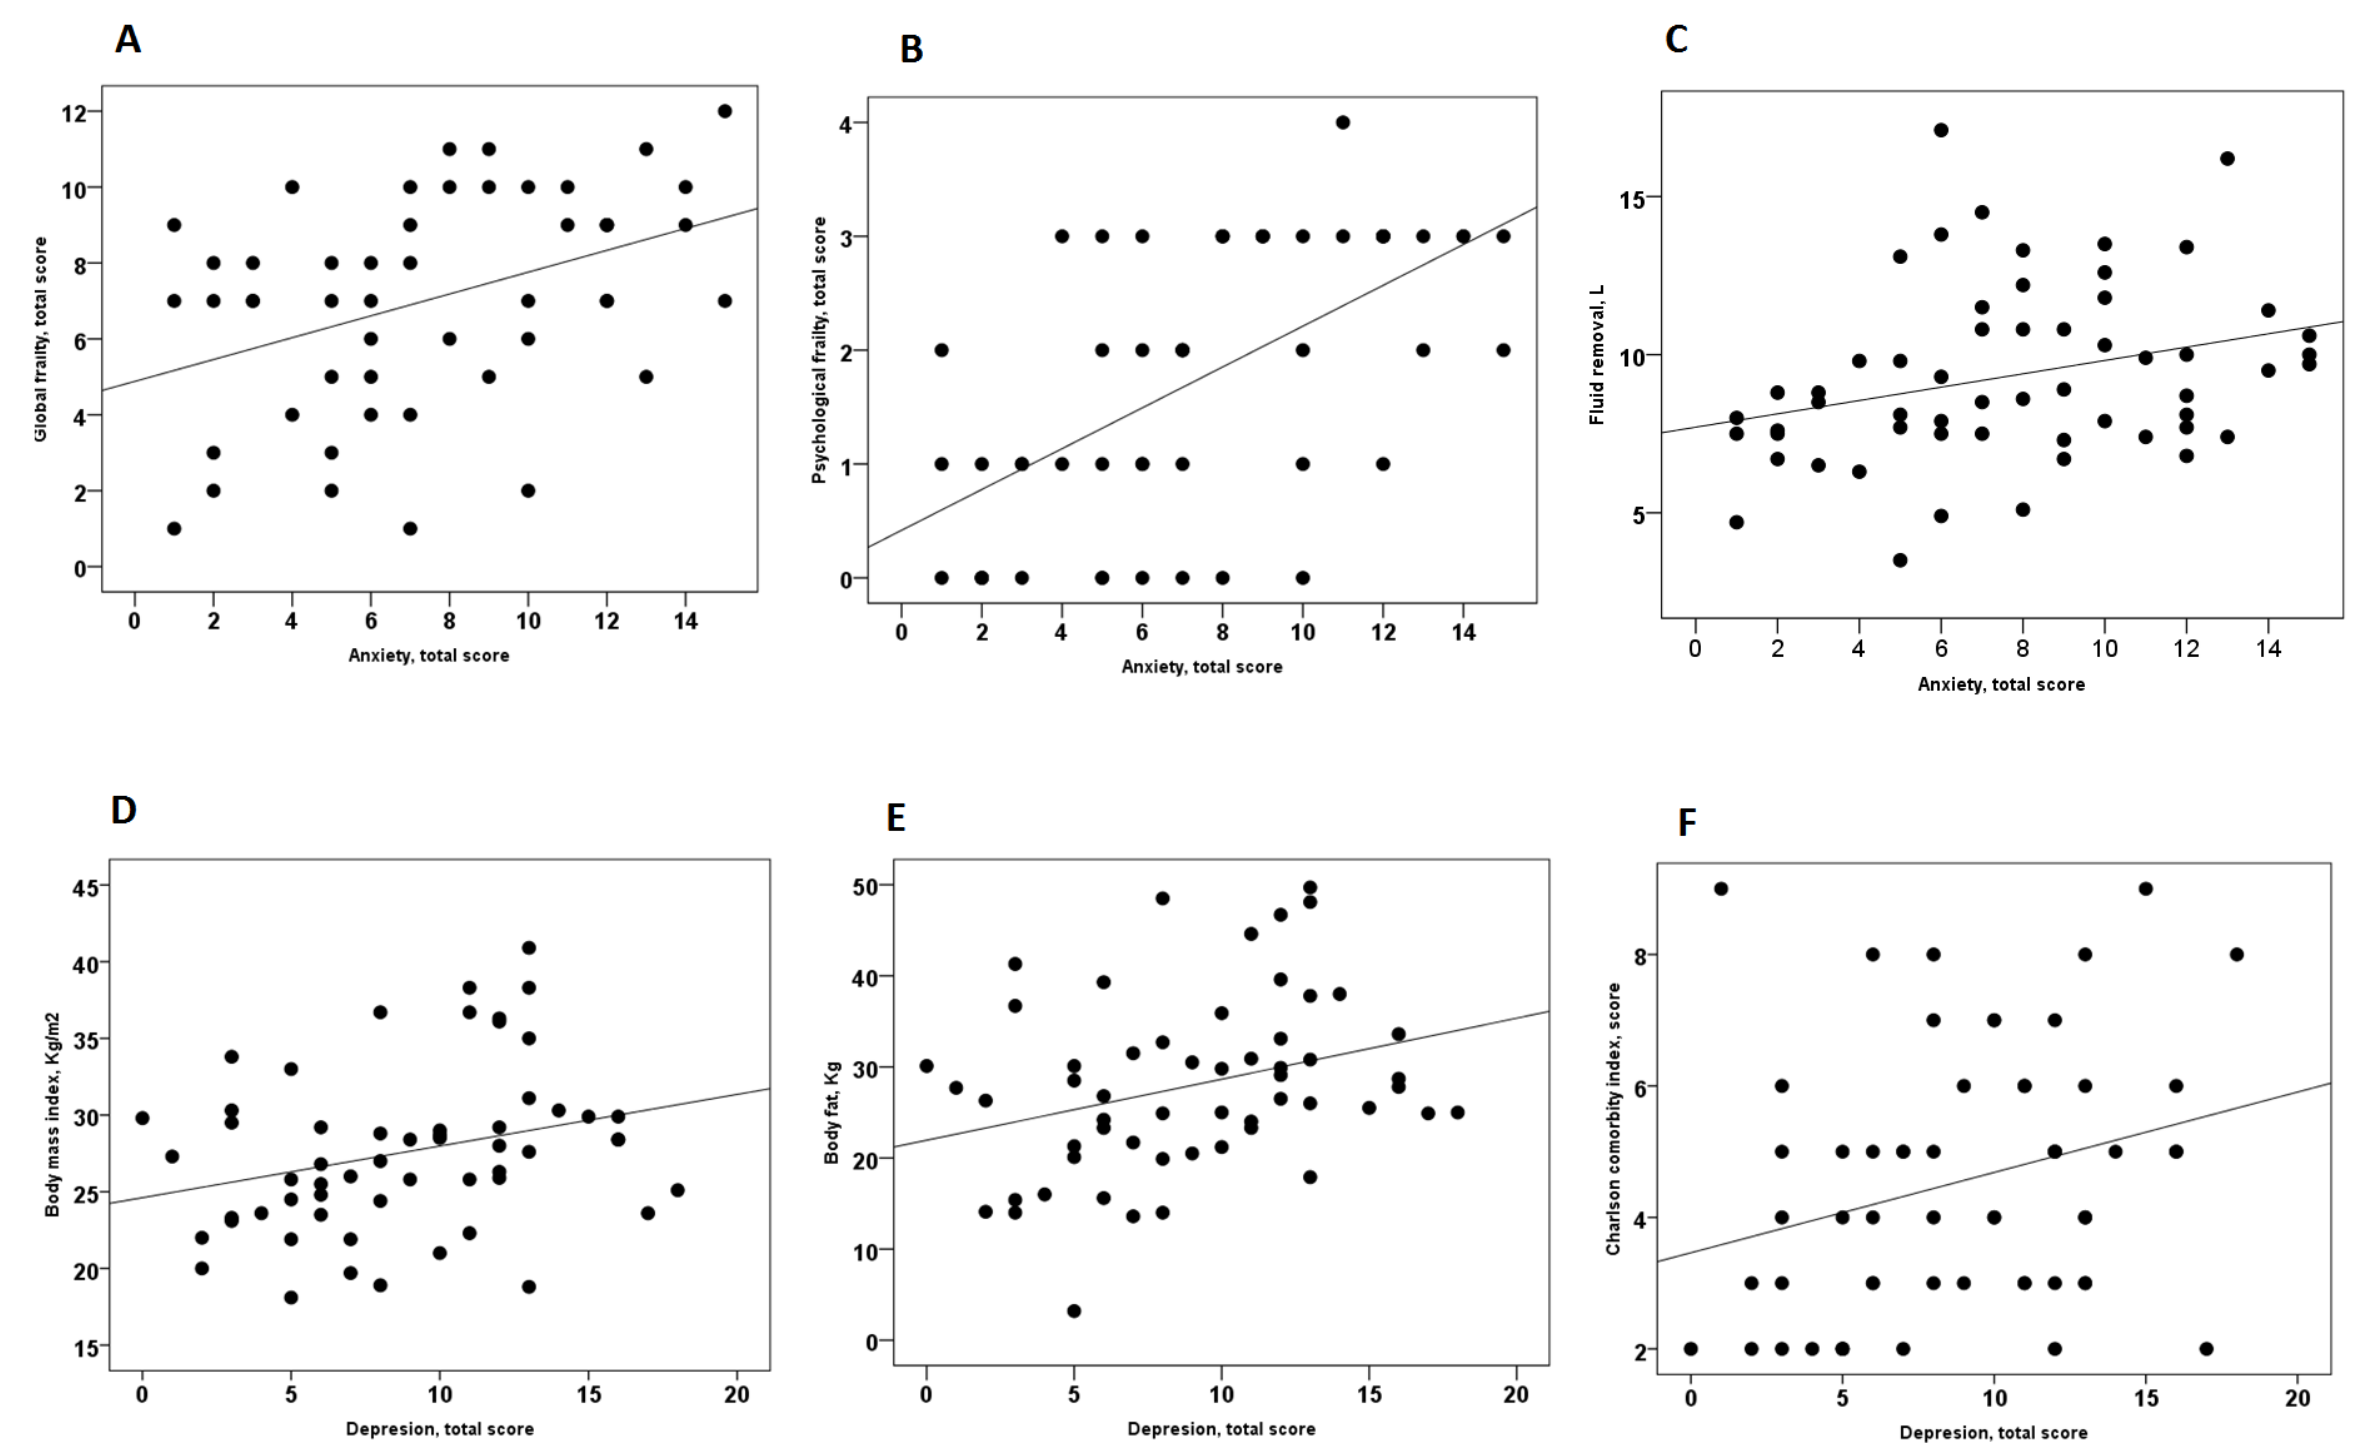 A
Global frailty, total score
12
10
8
6
4
2
0
0 2 4 6 8 10 12 14
Anxiety, total score
B
Psychological frailty, total score
4
3
2
1
0
0 2 4 6 8 10 12 14
Anxiety, total score
C
Fluid removal, L
15
10
5
0 2 4 6 8 10 12 14
Anxiety, total score
D
Body mass index, Kg/m2
45
40
35
30
25
20
15
0 5 10 15 20
Depresion, total score
E
Body fat, Kg
50
40
30
20
10
0
0 5 10 15 20
Depresion, total score
F
Charlson comorbity index, score
8
6
4
2
0 5 10 15 20
Depresion, total score